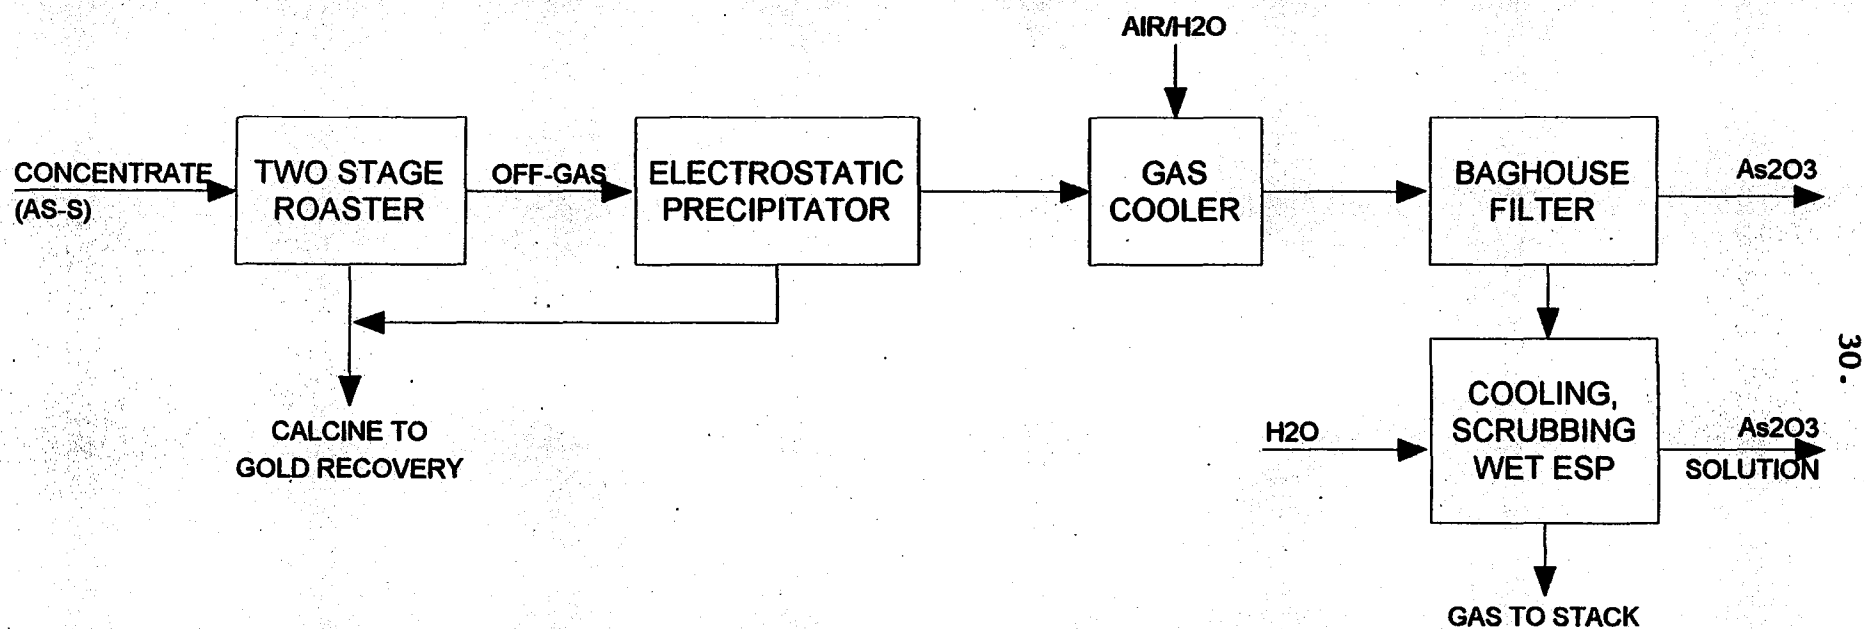 AIR/H2O
CONCENTRATE
(AS-S)
TWO STAGE
ROASTER
OFF-GAS
ELECTROSTATIC
PRECIPITATOR
GAS
COOLER
BAGHOUSE
FILTER
As2O3
CALCINE TO
GOLD RECOVERY
H2O
COOLING,
SCRUBBING
WET ESP
As2O3
SOLUTION
GAS TO STACK
30.